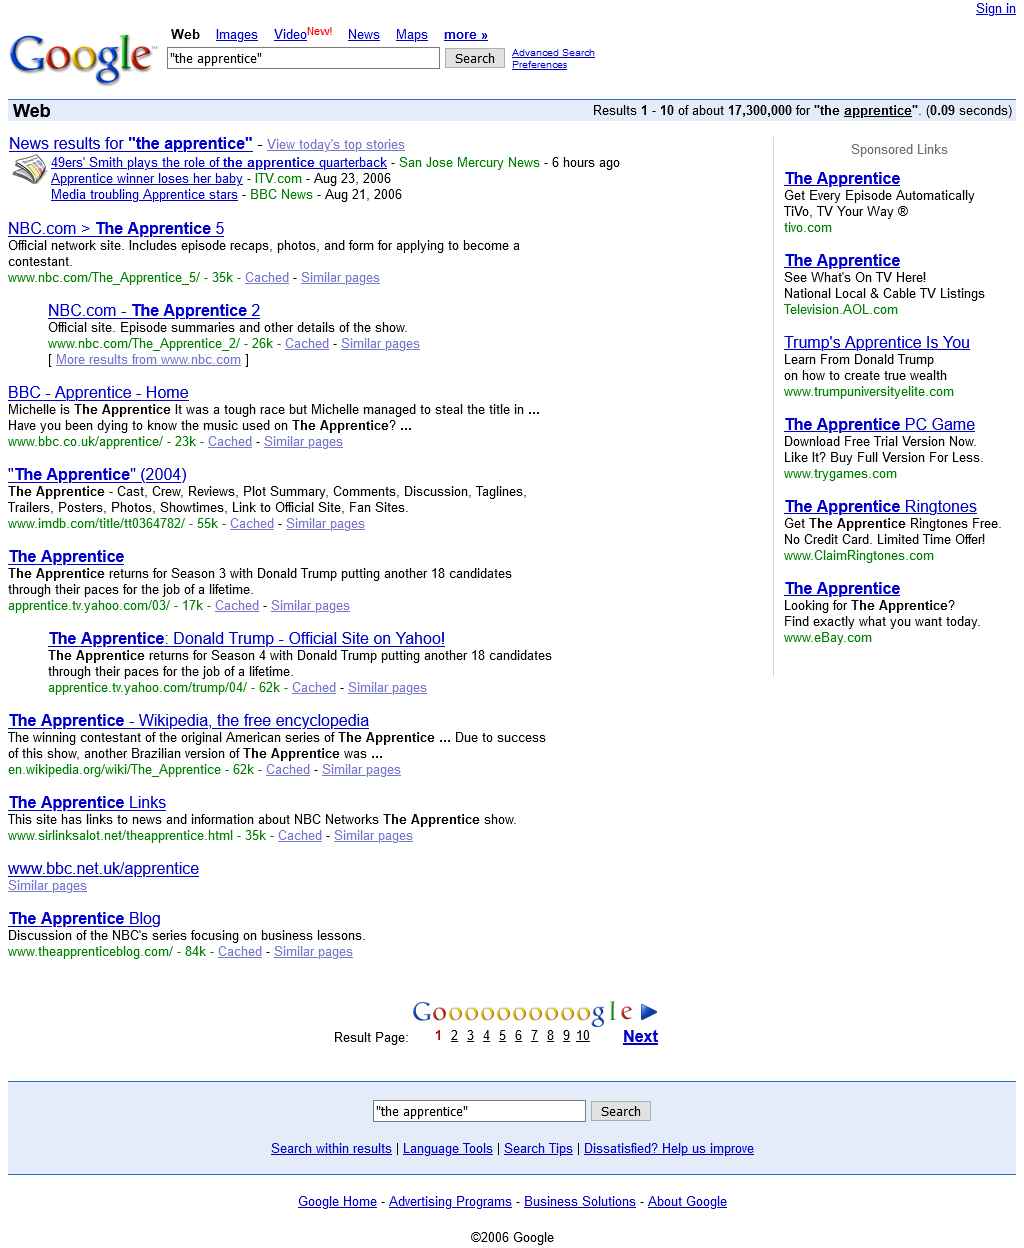 Sign in
Google™
Web Images Video New! News Maps more »
"the apprentice" Search Advanced Search
Preferences
Web Results 1 - 10 of about 17,300,000 for "the apprentice". (0.09 seconds)
News results for "the apprentice" - View today's top stories
49ers' Smith plays the role of the apprentice quarterback - San Jose Mercury News - 6 hours ago
Apprentice winner loses her baby - ITV.com - Aug 23, 2006
Media troubling Apprentice stars - BBC News - Aug 21, 2006
NBC.com > The Apprentice 5
Official network site. Includes episode recaps, photos, and form for applying to become a
contestant.
www.nbc.com/The_Apprentice_5/ - 35k - Cached - Similar pages
NBC.com - The Apprentice 2
Official site. Episode summaries and other details of the show.
www.nbc.com/The_Apprentice_2/ - 26k - Cached - Similar pages
[ More results from www.nbc.com ]
BBC - Apprentice - Home
Michelle is The Apprentice It was a tough race but Michelle managed to steal the title in ...
Have you been dying to know the music used on The Apprentice? ...
www.bbc.co.uk/apprentice/ - 23k - Cached - Similar pages
"The Apprentice" (2004)
The Apprentice - Cast, Crew, Reviews, Plot Summary, Comments, Discussion, Taglines,
Trailers, Posters, Photos, Showtimes, Link to Official Site, Fan Sites.
www.imdb.com/title/tt0364782/ - 55k - Cached - Similar pages
The Apprentice
The Apprentice returns for Season 3 with Donald Trump putting another 18 candidates
through their paces for the job of a lifetime.
apprentice.tv.yahoo.com/03/ - 17k - Cached - Similar pages
The Apprentice: Donald Trump - Official Site on Yahoo!
The Apprentice returns for Season 4 with Donald Trump putting another 18 candidates
through their paces for the job of a lifetime.
apprentice.tv.yahoo.com/trump/04/ - 62k - Cached - Similar pages
The Apprentice - Wikipedia, the free encyclopedia
The winning contestant of the original American series of The Apprentice ... Due to success
of this show, another Brazilian version of The Apprentice was ...
en.wikipedia.org/wiki/The_Apprentice - 62k - Cached - Similar pages
The Apprentice Links
This site has links to news and information about NBC Networks The Apprentice show.
www.sirlinksalot.net/theapprentice.html - 35k - Cached - Similar pages
www.bbc.net.uk/apprentice
Similar pages
The Apprentice Blog
Discussion of the NBC's series focusing on business lessons.
www.theapprenticeblog.com/ - 84k - Cached - Similar pages
Sponsored Links
The Apprentice
Get Every Episode Automatically
TiVo, TV Your Way ®
tivo.com
The Apprentice
See What's On TV Here!
National Local & Cable TV Listings
Television.AOL.com
Trump's Apprentice Is You
Learn From Donald Trump
on how to create true wealth
www.trumpuniversityelite.com
The Apprentice PC Game
Download Free Trial Version Now.
Like It? Buy Full Version For Less.
www.trygames.com
The Apprentice Ringtones
Get The Apprentice Ringtones Free.
No Credit Card. Limited Time Offer!
www.ClaimRingtones.com
The Apprentice
Looking for The Apprentice?
Find exactly what you want today.
www.eBay.com
Goooooooooogle
Result Page: 1 2 3 4 5 6 7 8 9 10 Next
"the apprentice" Search
Search within results | Language Tools | Search Tips | Dissatisfied? Help us improve
Google Home - Advertising Programs - Business Solutions - About Google
©2006 Google